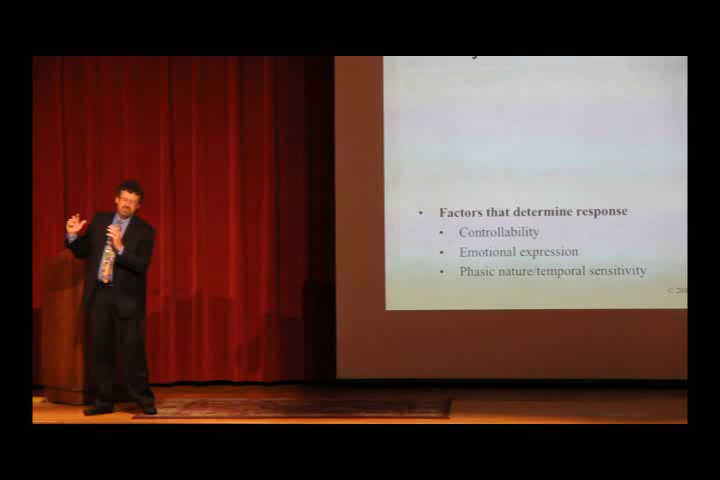 • Factors that determine response
• Controllability
• Emotional expression
• Phasic nature/temporal sensitivity